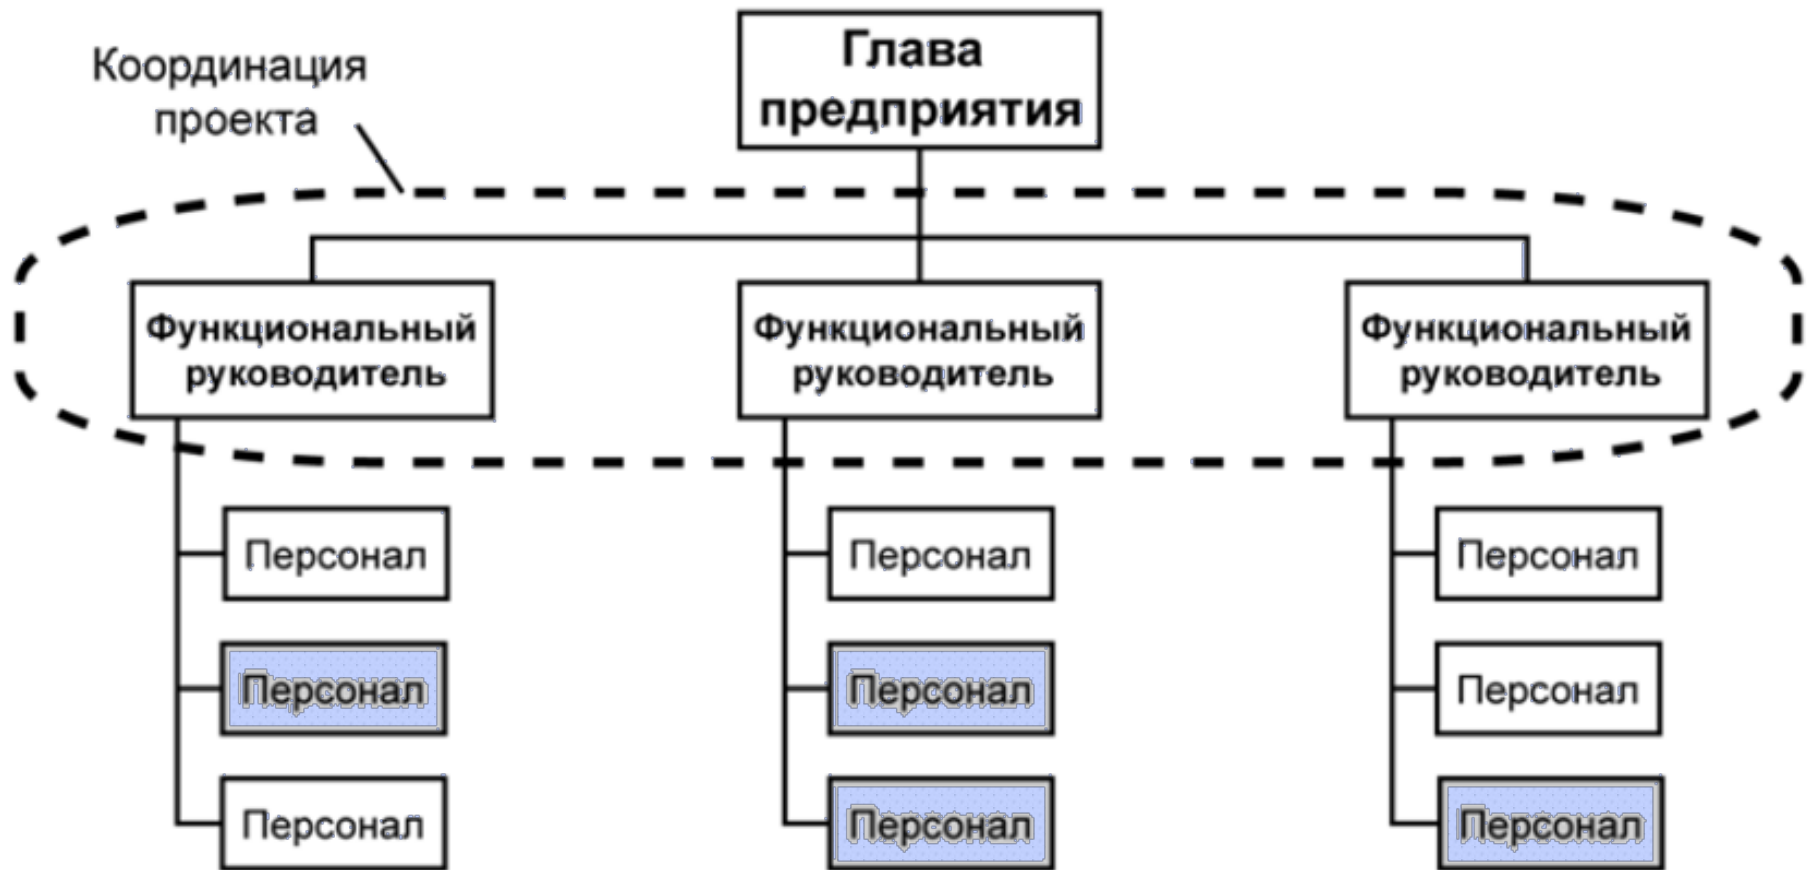 Координация
проекта
Глава
предприятия
Функциональный
руководитель
Функциональный
руководитель
Функциональный
руководитель
Персонал
Персонал
Персонал
Персонал
Персонал
Персонал
Персонал
Персонал
Персонал